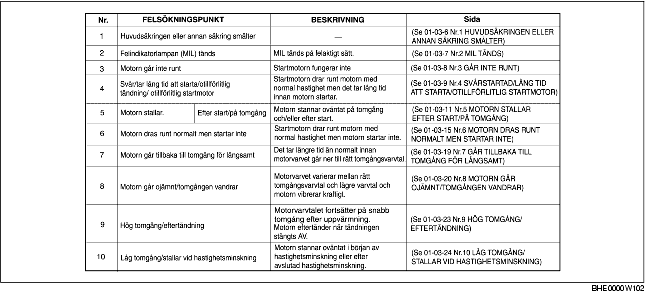 Nr. FELSÖKNINGSPUNKT BESKRIVNING Sida
1 Huvudsäkringen eller annan säkring smälter — (Se 01-03-6 Nr.1 HUVUDSÄKRINGEN ELLER
ANNAN SÄKRING SMÄLTER)
2 Felindikatorlampan (MIL) tänds MIL tänds på felaktigt sätt. (Se 01-03-7 Nr.2 MIL TÄNDS)
3 Motorn går inte runt Startmotorn fungerar inte (Se 01-03-8 Nr.3 GÅR INTE RUNT)
4 Svår/tar lång tid att starta/otillförlitlig
tändning/ otillförlitlig startmotor
Startmotorn drar runt motorn med
normal hastighet men det tar lång tid
innan motorn startar.
(Se 01-03-9 Nr.4 SVÅRSTARTAD/LÅNG TID
ATT STARTA/OTILLFÖRLITLIG STARTMOTOR)
5 Motorn stallar. Efter start/på tomgång
Motorn stannar oväntat på tomgång
och/eller efter start.
(Se 01-03-11 Nr.5 MOTORN STALLAR
EFTER START/PÅ TOMGÅNG)
6 Motorn dras runt normalt men startar inte
Startmotorn drar runt motorn med
normal hastighet men motorn startar inte.
(Se 01-03-15 Nr.6 MOTORN DRAS RUNT
NORMALT MEN STARTAR INTE)
7 Motorn går tillbaka till tomgång för långsamt
Det tar längre tid än normalt innan
motorvarvet går ner till rätt tomgångsvarvtal.
(Se 01-03-19 Nr.7 GÅR TILLBAKA TILL
TOMGÅNG FÖR LÅNGSAMT)
8 Motorn går ojämnt/tomgången vandrar
Motorvarvet varierar mellan rätt
tomgångsvarvtal och lägre varvtal och
motorn vibrerar kraftigt.
(Se 01-03-20 Nr.8 MOTORN GÅR
OJÄMNT/TOMGÅNGEN VANDRAR)
9 Hög tomgång/eftertändning
Motorvarvtalet fortsätter på snabb
tomgång efter uppvärmning.
Motorn eftertänder när tändningen
stängts AV.
(Se 01-03-23 Nr.9 HÖG TOMGÅNG/
EFTERTÄNDNING)
10 Låg tomgång/stallar vid hastighetsminskning
Motorn stannar oväntat i början av
hastighetsminskning eller efter
avslutad hastighetsminskning.
(Se 01-03-24 Nr.10 LÅG TOMGÅNG/
STALLAR VID HASTIGHETSMINSKNING)
BHE0000W102